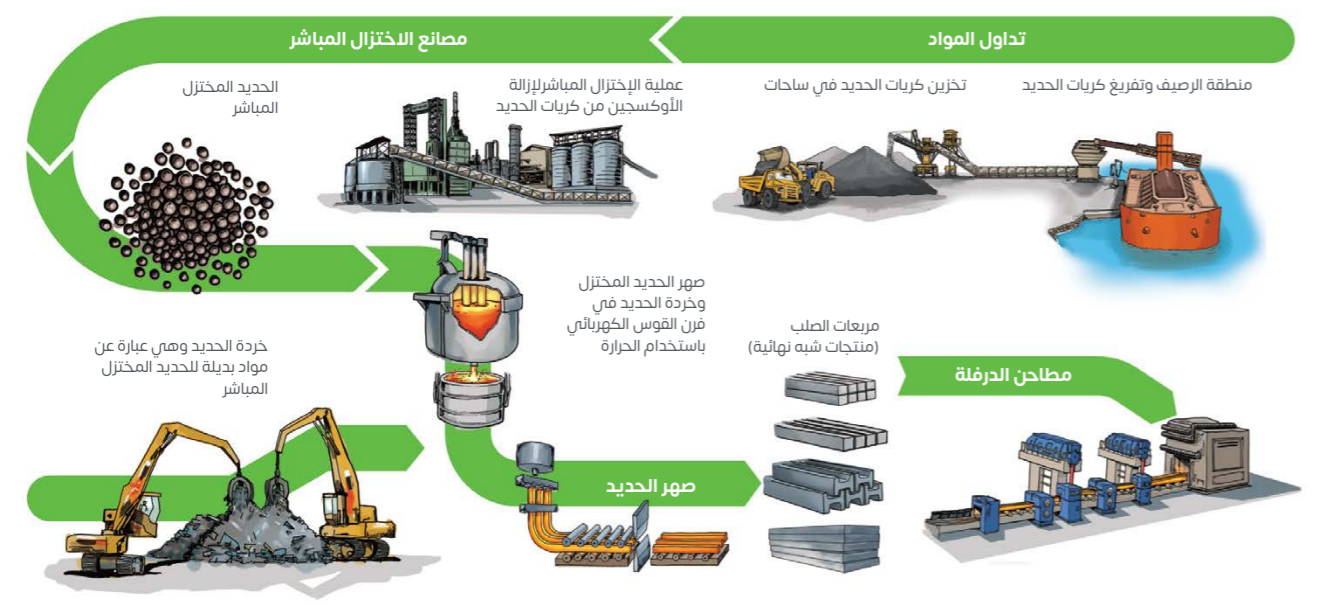 تداول المواد
مصانع الاختزال المباشر
منطقة الرصيف وتفريغ كريات الحديد
تخزين كريات الحديد في ساحات
عملية الإختزال المباشرلإزالة
الأوكسجين من كريات الحديد
الحديد المختزل
المباشر
صهر الحديد المختزل
وخردة الحديد في
فرن القوس الكهربائي
باستخدام الحرارة
خردة الحديد وهي عبارة عن
مواد بديلة للحديد المختزل
المباشر
صهر الحديد
مربعات الصلب
(منتجات شبه نهائية)
مطاحن الدرفلة